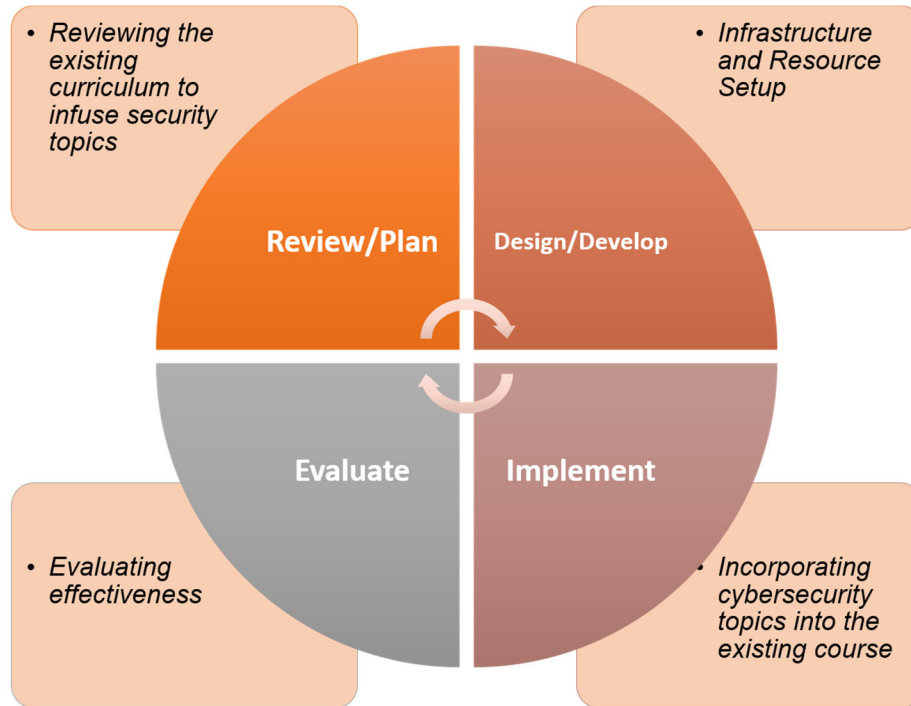 • Reviewing the
existing
curriculum to
infuse security
topics
• Infrastructure
and Resource
Setup
Review/Plan
Design/Develop
Evaluate
Implement
• Evaluating
effectiveness
• Incorporating
cybersecurity
topics into the
existing course